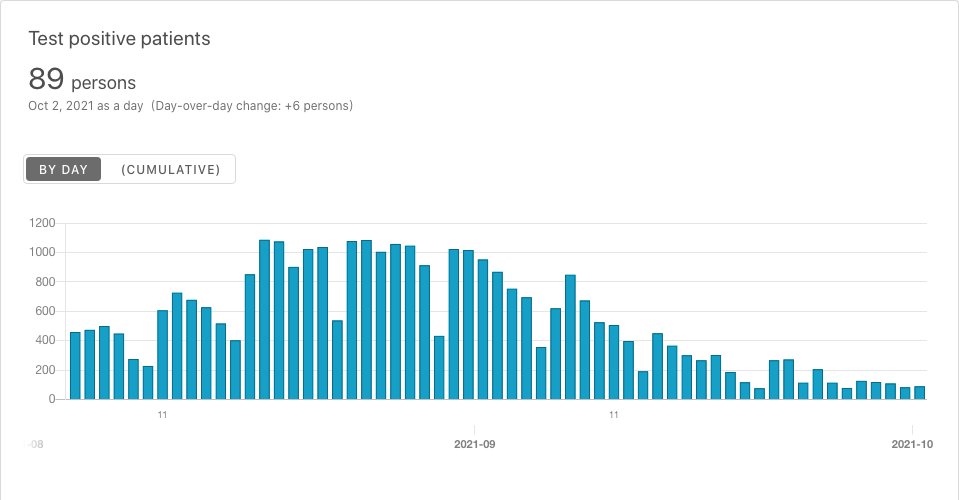 Test positive patients
89 persons
Oct 2, 2021 as a day (Day-over-day change: +6 persons)
BY DAY (CUMULATIVE)
1200
1000
800
600
400
200
0
11 11
-08 2021-09 2021-10